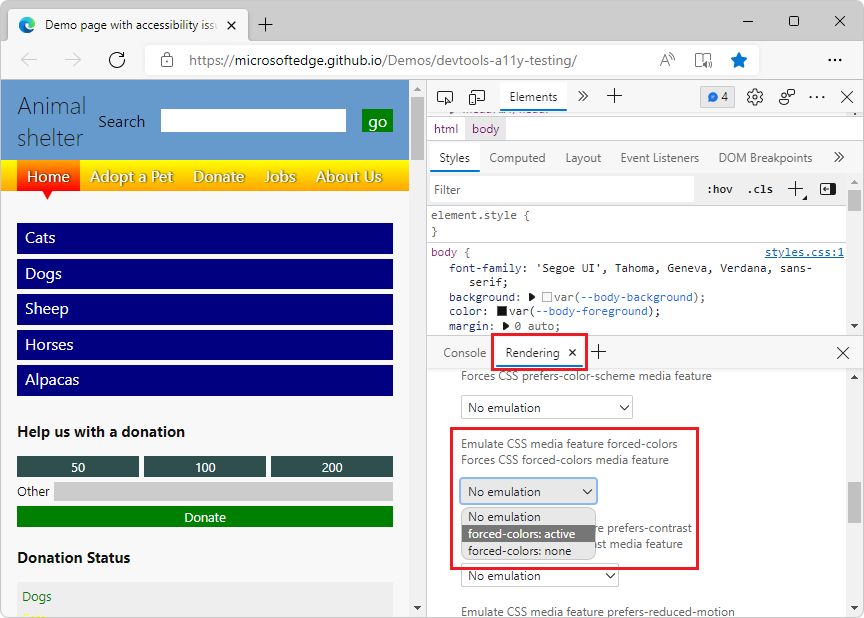 Demo page with accessibility issu
https://microsoftedge.github.io/Demos/devtools-a11y-testing/
Animal
shelter
Search
go
Home
Adopt a Pet
Donate
Jobs
About Us
Cats
Dogs
Sheep
Horses
Alpacas
Help us with a donation
50
100
200
Other
Donate
Donation Status
Dogs
Elements
4
html
body
Styles
Computed
Layout
Event Listeners
DOM Breakpoints
Filter
:hov
.cls
element.style {
}
body {
styles.css:1
font-family: 'Segoe UI', Tahoma, Geneva, Verdana, sans-
serif;
background: var(--body-background);
color: var(--body-foreground);
margin: 0 auto;
Console
Rendering
Forces CSS prefers-color-scheme media feature
No emulation
Emulate CSS media feature forced-colors
Forces CSS forced-colors media feature
No emulation
No emulation
forced-colors: active
forced-colors: none
re prefers-contrast
st media feature
No emulation
Emulate CSS media feature prefers-reduced-motion